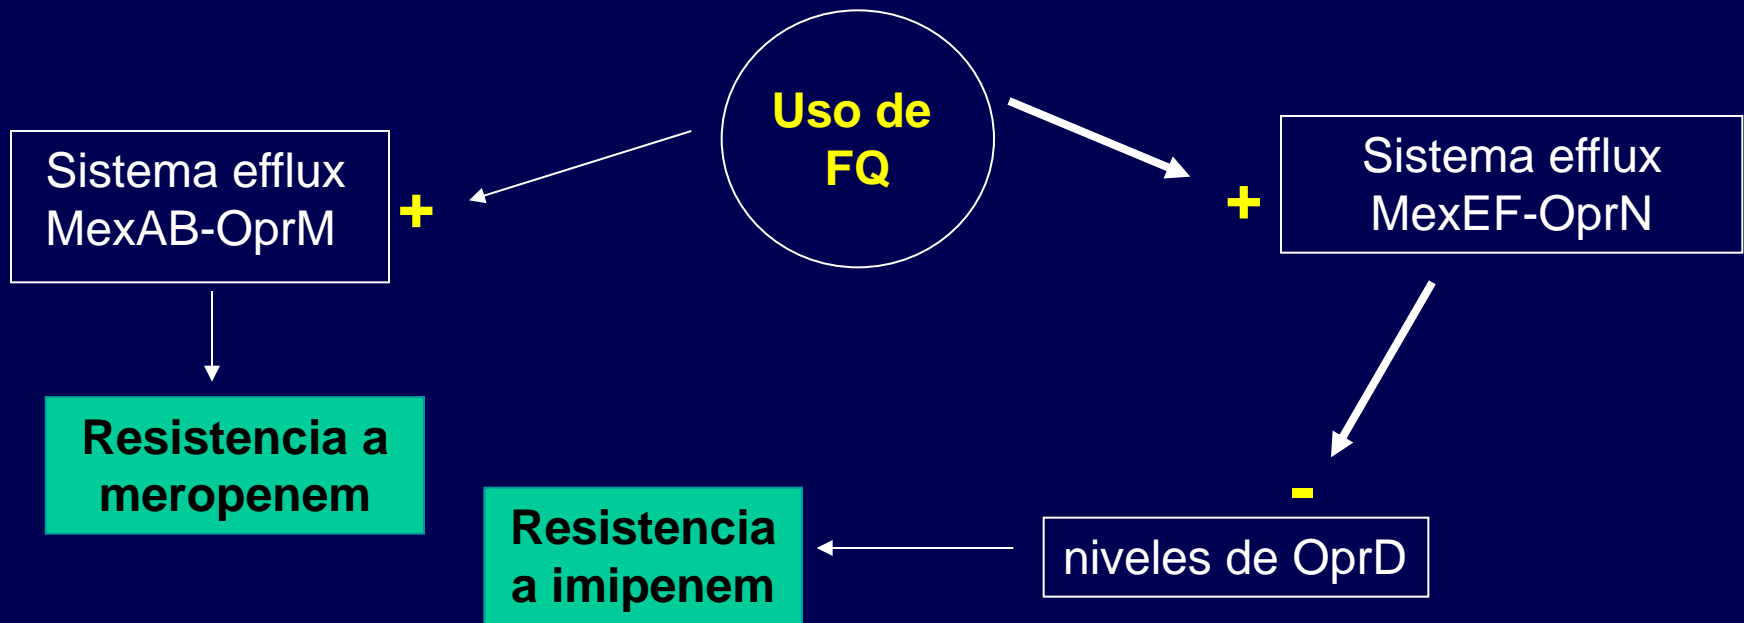 Uso de
FQ
Sistema efflux
MexAB-OprM
+
+
Sistema efflux
MexEF-OprN
Resistencia a
meropenem
-
niveles de OprD
Resistencia
a imipenem